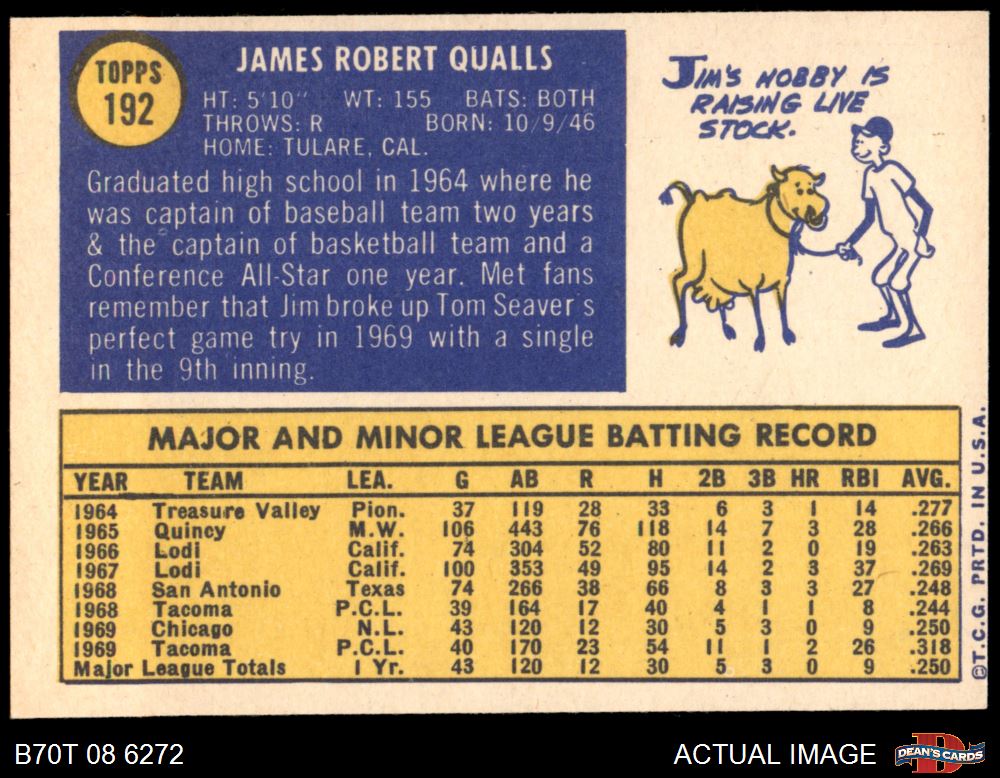 TOPPS
192
JAMES ROBERT QUALLS
HT: 5'10" WT: 155 BATS: BOTH
THROWS: R BORN: 10/9/46
HOME: TULARE, CAL.
Graduated high school in 1964 where he
was captain of baseball team two years
& the captain of basketball team and a
Conference All-Star one year. Met fans
remember that Jim broke up Tom Seaver's
perfect game try in 1969 with a single
in the 9th inning.
JIM'S HOBBY IS
RAISING LIVE
STOCK.
MAJOR AND MINOR LEAGUE BATTING RECORD
YEAR TEAM LEA. G AB R H 2B 3B HR RBI AVG.
1964 Treasure Valley Pion. 37 119 28 33 6 3 1 14 .277
1965 Quincy M.W. 106 443 76 118 14 7 3 28 .266
1966 Lodi Calif. 74 304 52 80 11 2 0 19 .263
1967 Lodi Calif. 100 353 49 95 14 2 3 37 .269
1968 San Antonio Texas 74 266 38 66 8 3 3 27 .248
1968 Tacoma P.C.L. 39 164 17 40 4 1 1 8 .244
1969 Chicago N.L. 43 120 12 30 5 3 0 9 .250
1969 Tacoma P.C.L. 40 170 23 54 11 1 2 26 .318
Major League Totals 1 Yr. 43 120 12 30 5 3 0 9 .250
©T.C.G. PRTD. IN U.S.A.
B70T 08 6272
ACTUAL IMAGE
D
DEAN'S CARDS